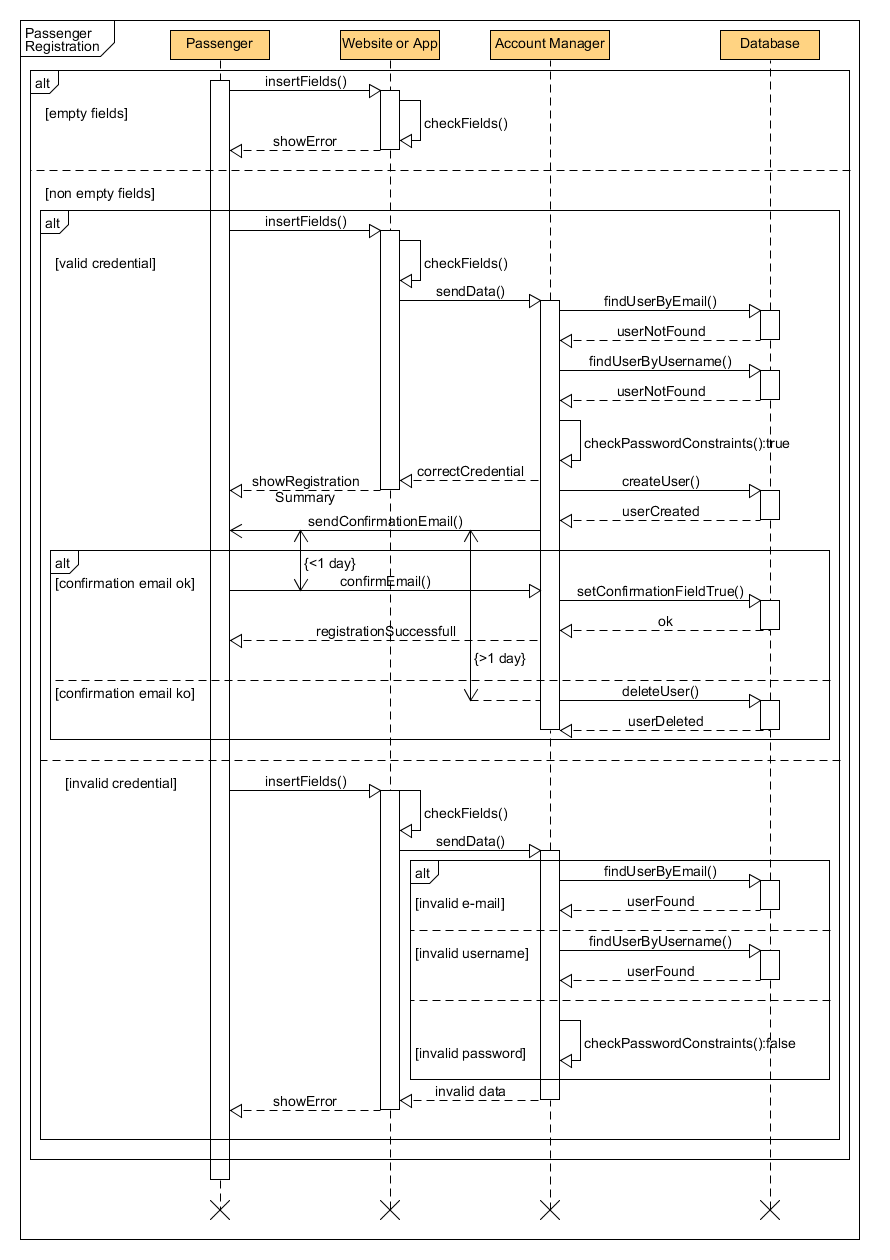 Passenger
Registration
Passenger
Website or App
Account Manager
Database
alt
insertFields()
[empty fields]
checkFields()
showError
[non empty fields]
alt
insertFields()
[valid credential]
checkFields()
sendData()
findUserByEmail()
userNotFound
findUserByUsername()
userNotFound
checkPasswordConstraints():true
correctCredential
showRegistration
Summary
createUser()
userCreated
sendConfirmationEmail()
alt
{<1 day}
[confirmation email ok]
confirmEmail()
setConfirmationFieldTrue()
ok
registrationSuccessfull
{>1 day}
[confirmation email ko]
deleteUser()
userDeleted
[invalid credential]
insertFields()
checkFields()
sendData()
alt
findUserByEmail()
[invalid e-mail]
userFound
findUserByUsername()
[invalid username]
userFound
checkPasswordConstraints():false
[invalid password]
invalid data
showError